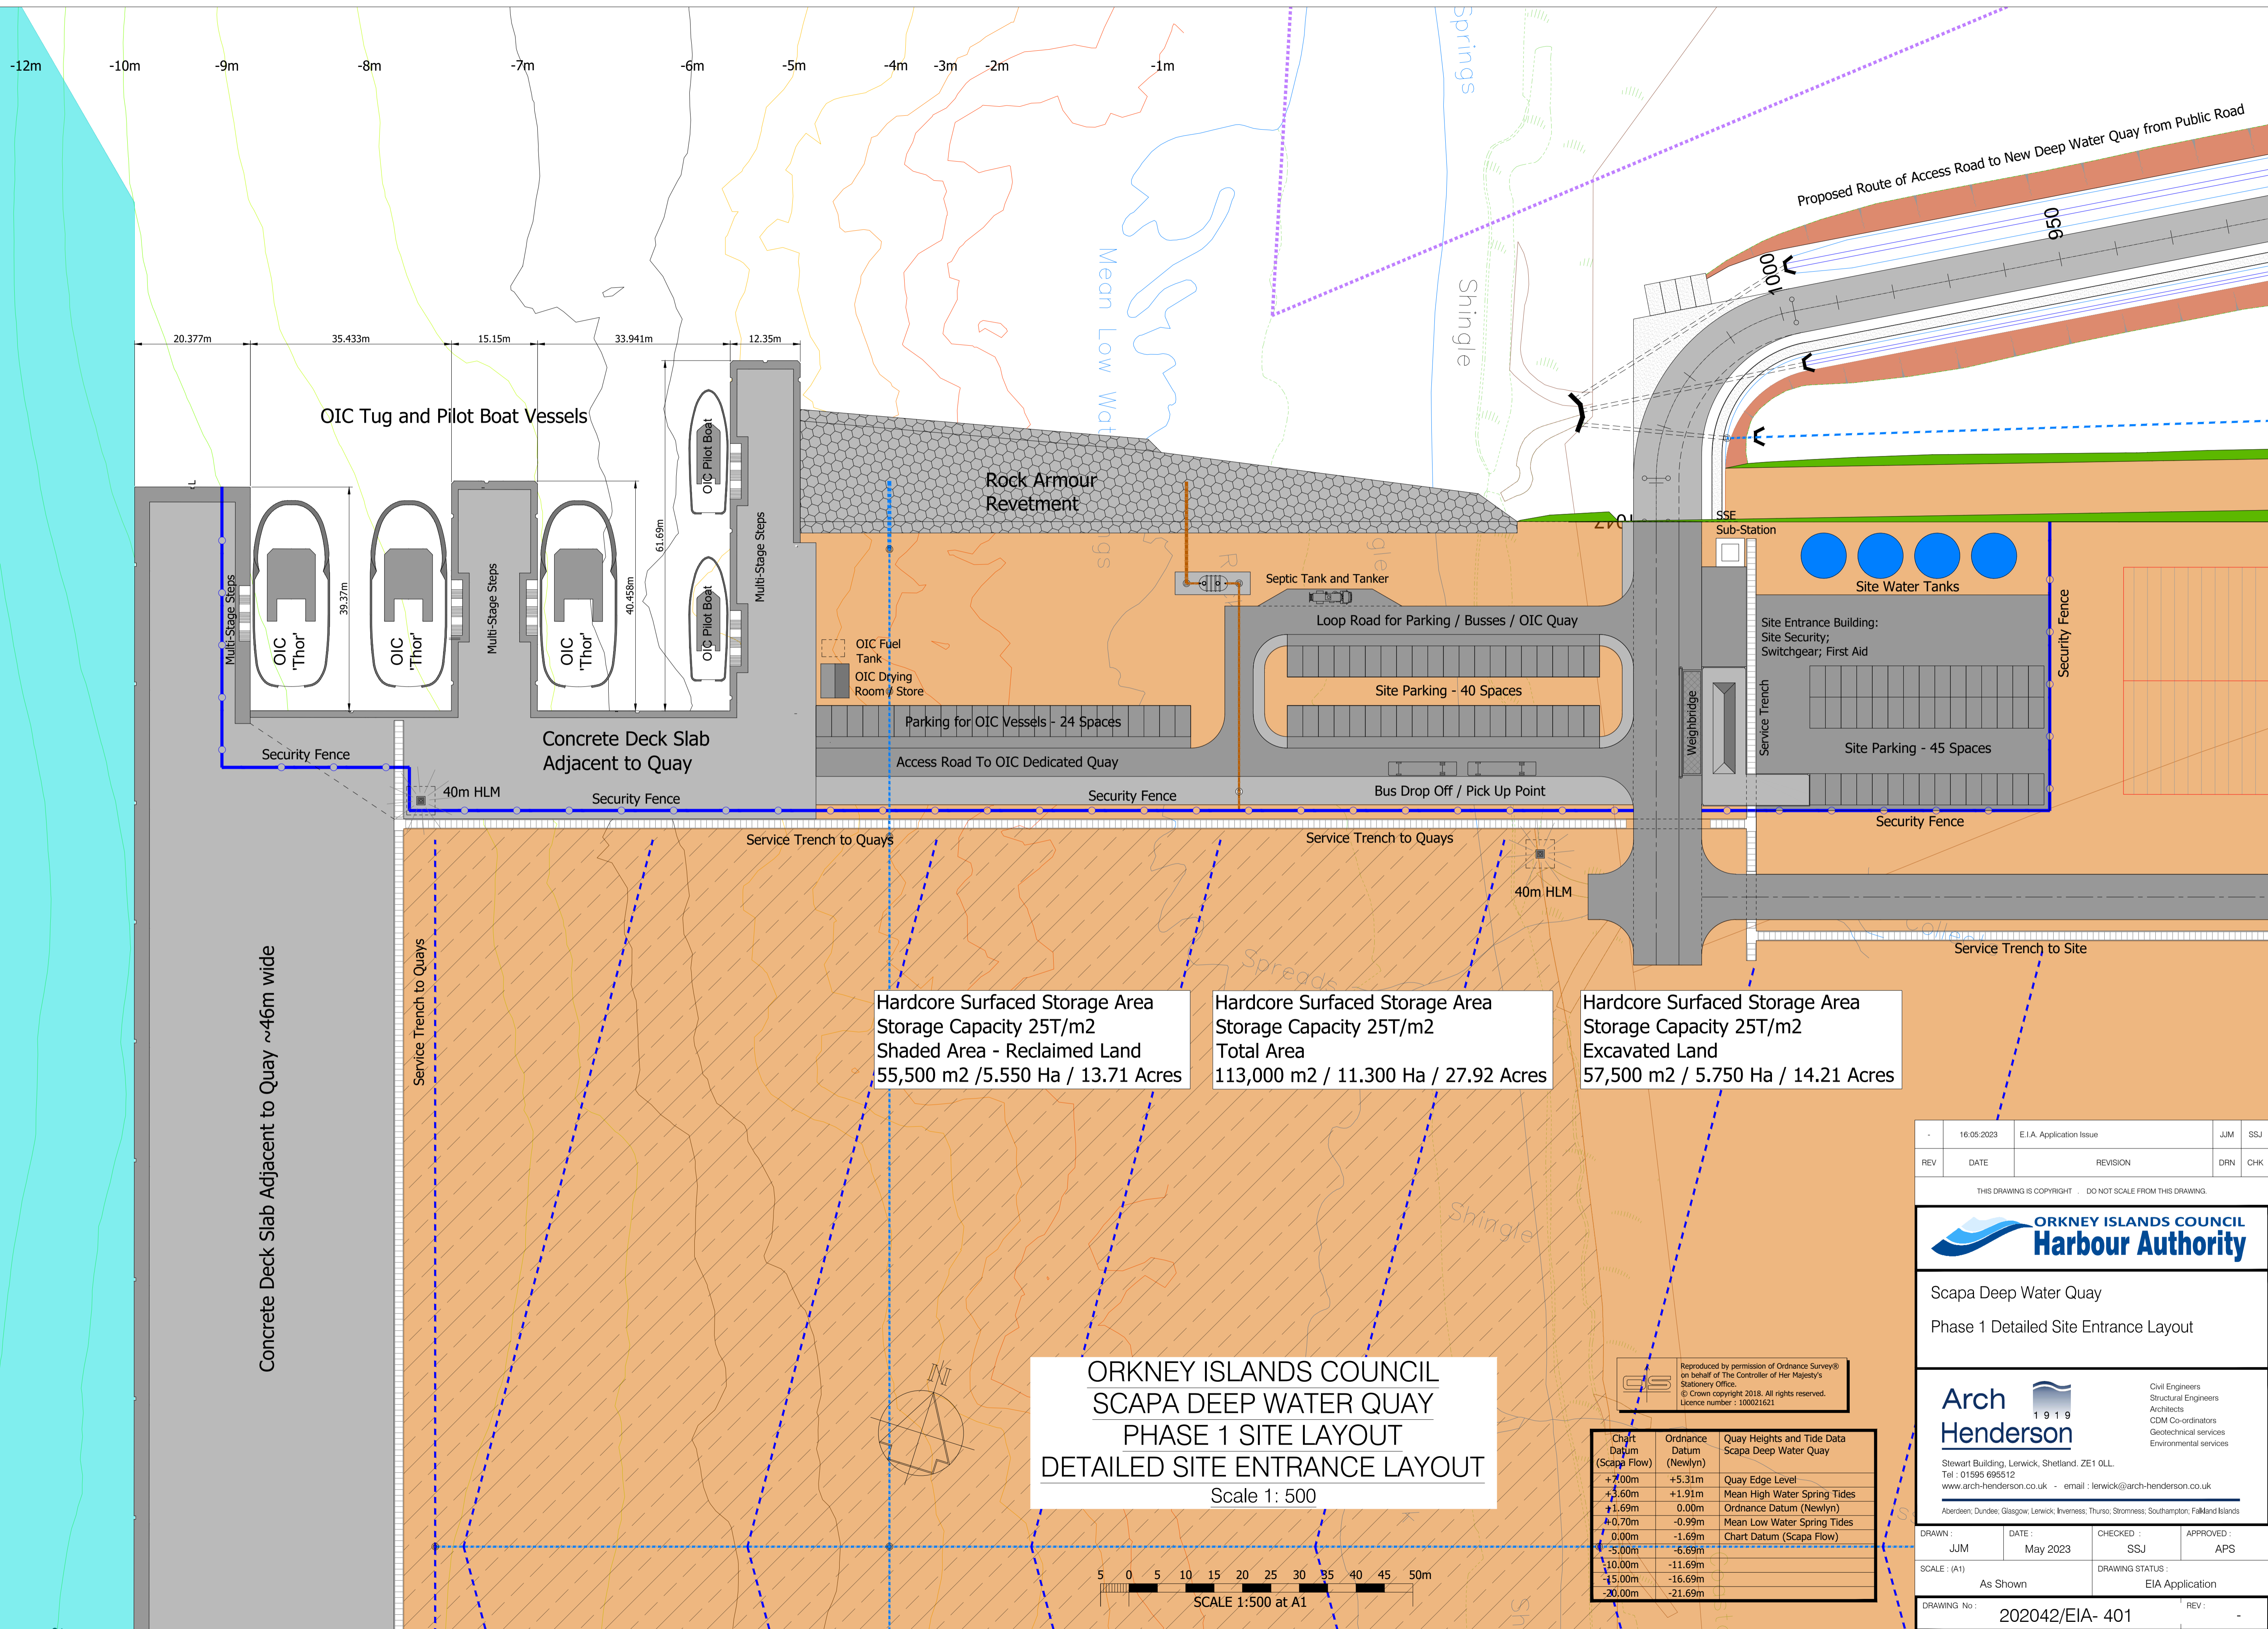 -12m
-10m
-9m
-8m
-7m
-6m
-5m
-4m
-3m
-2m
-1m
Springs
Mean Low Wat
ngs
Shingle
Proposed Route of Access Road to New Deep Water Quay from Public Road
950
1000
20.377m
35.433m
15.15m
33.941m
12.35m
OIC Tug and Pilot Boat Vessels
Multi-Stage Steps
OIC
'Thor'
39.37m
OIC
'Thor'
Multi-Stage Steps
OIC
'Thor'
40.458m
61.69m
OIC Pilot Boat
OIC Pilot Boat
Multi-Stage Steps
Rock Armour
Revetment
SSE
Sub-Station
Septic Tank and Tanker
Site Water Tanks
OIC Fuel
Tank
OIC Drying
Room / Store
Loop Road for Parking / Busses / OIC Quay
Site Entrance Building:
Site Security;
Switchgear; First Aid
Security Fence
Site Parking - 40 Spaces
Parking for OIC Vessels - 24 Spaces
Weighbridge
Service Trench
Site Parking - 45 Spaces
Security Fence
Concrete Deck Slab
Adjacent to Quay
Access Road To OIC Dedicated Quay
40m HLM
Security Fence
Security Fence
Bus Drop Off / Pick Up Point
Security Fence
Service Trench to Quays
Service Trench to Quays
40m HLM
Service Trench to Quays
Service Trench to Site
Concrete Deck Slab Adjacent to Quay ~46m wide
Spreads
Hardcore Surfaced Storage Area
Storage Capacity 25T/m2
Shaded Area - Reclaimed Land
55,500 m2 /5.550 Ha / 13.71 Acres
Hardcore Surfaced Storage Area
Storage Capacity 25T/m2
Total Area
113,000 m2 / 11.300 Ha / 27.92 Acres
Hardcore Surfaced Storage Area
Storage Capacity 25T/m2
Excavated Land
57,500 m2 / 5.750 Ha / 14.21 Acres
Shingle
N
ORKNEY ISLANDS COUNCIL
SCAPA DEEP WATER QUAY
PHASE 1 SITE LAYOUT
DETAILED SITE ENTRANCE LAYOUT
Scale 1: 500
5 0 5 10 15 20 25 30 35 40 45 50m
SCALE 1:500 at A1
Reproduced by permission of Ordnance Survey®
on behalf of The Controller of Her Majesty's
Stationery Office.
© Crown copyright 2018. All rights reserved.
Licence number : 100021621
Chart Datum (Scapa Flow) Ordnance Datum (Newlyn) Quay Heights and Tide Data Scapa Deep Water Quay
+7.00m +5.31m Quay Edge Level
+3.60m +1.91m Mean High Water Spring Tides
+1.69m 0.00m Ordnance Datum (Newlyn)
+0.70m -0.99m Mean Low Water Spring Tides
0.00m -1.69m Chart Datum (Scapa Flow)
-5.00m -6.69m
-10.00m -11.69m
-15.00m -16.69m
-20.00m -21.69m
- 16:05:2023 E.I.A. Application Issue JJM SSJ
REV DATE REVISION DRN CHK
THIS DRAWING IS COPYRIGHT . DO NOT SCALE FROM THIS DRAWING.
ORKNEY ISLANDS COUNCIL
Harbour Authority
Scapa Deep Water Quay
Phase 1 Detailed Site Entrance Layout
Arch
Henderson
1919
Civil Engineers
Structural Engineers
Architects
CDM Co-ordinators
Geotechnical services
Environmental services
Stewart Building, Lerwick, Shetland. ZE1 0LL.
Tel : 01595 695512
www.arch-henderson.co.uk - email : lerwick@arch-henderson.co.uk
Aberdeen; Dundee; Glasgow; Lerwick; Inverness; Thurso; Stromness; Southampton; Falkland Islands
DRAWN : DATE : CHECKED : APPROVED :
JJM May 2023 SSJ APS
SCALE : (A1) DRAWING STATUS :
As Shown EIA Application
DRAWING No : REV :
202042/EIA- 401 -